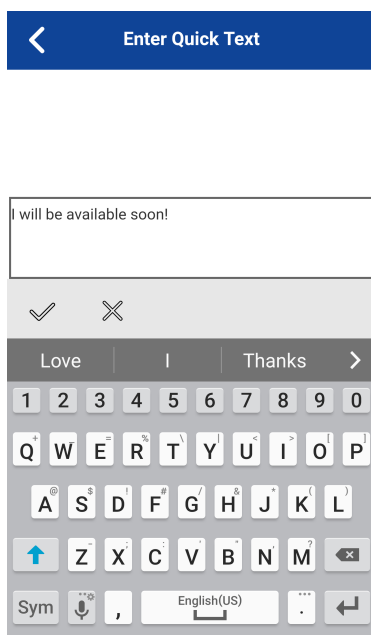 Enter Quick Text
I will be available soon!
Love I Thanks
1 2 3 4 5 6 7 8 9 0
+ - = % \ | < > [ ]
Q W E R T Y U I O P
@ $ ! # / & * ( )
A S D F G H J K L
Z X C V B N M ?
Sym , English(US) .